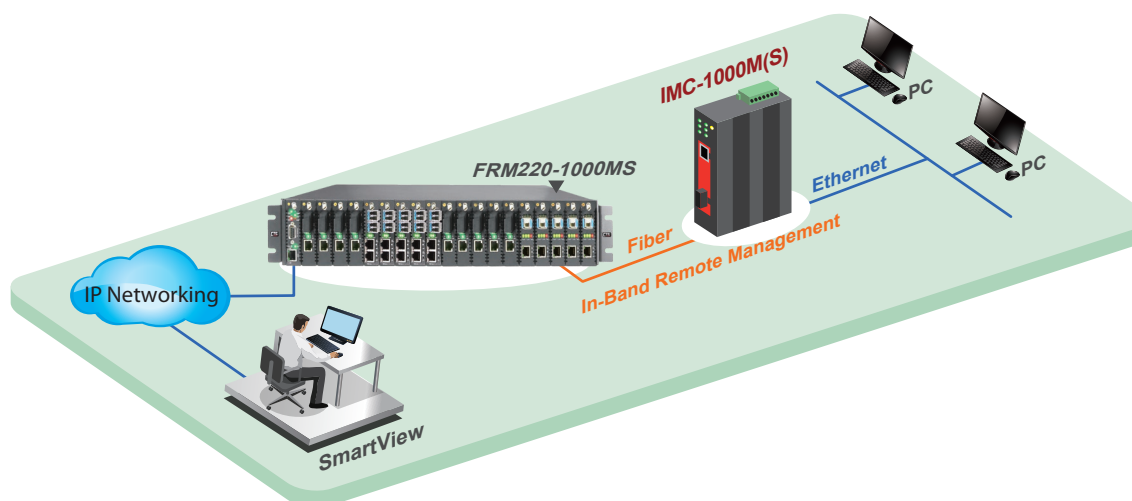 IMC-1000M(S)
PC
FRM220-1000MS
PC
Ethernet
Fiber
In-Band Remote Management
IP Networking
SmartView